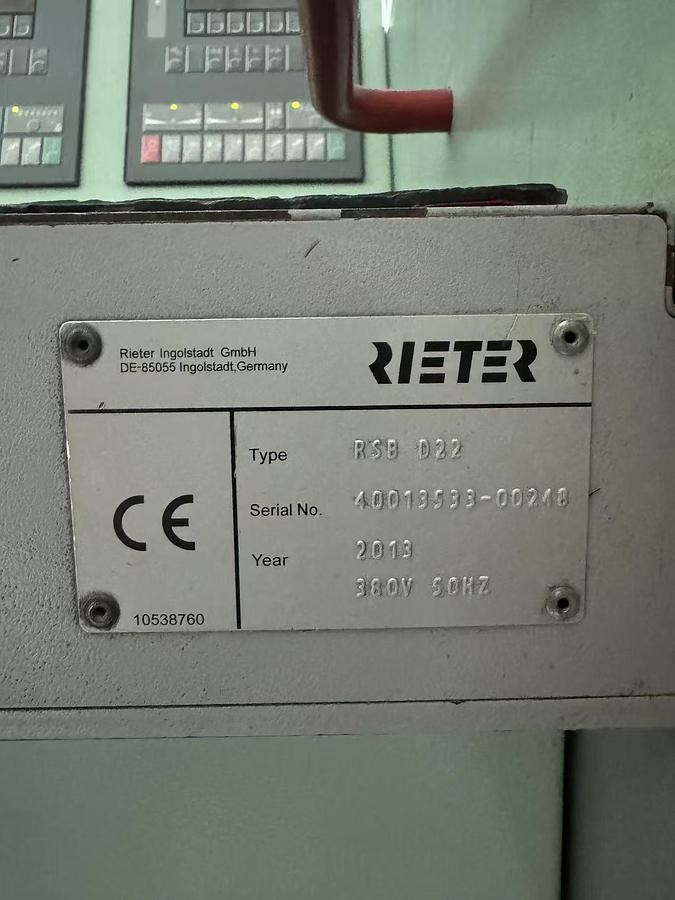 Rieter Ingolstadt GmbH
DE-85055 Ingolstadt,Germany
RIETER
Type RSB D22
Serial No. 40013533-00248
Year 2013
380V 50HZ
CE
10538760